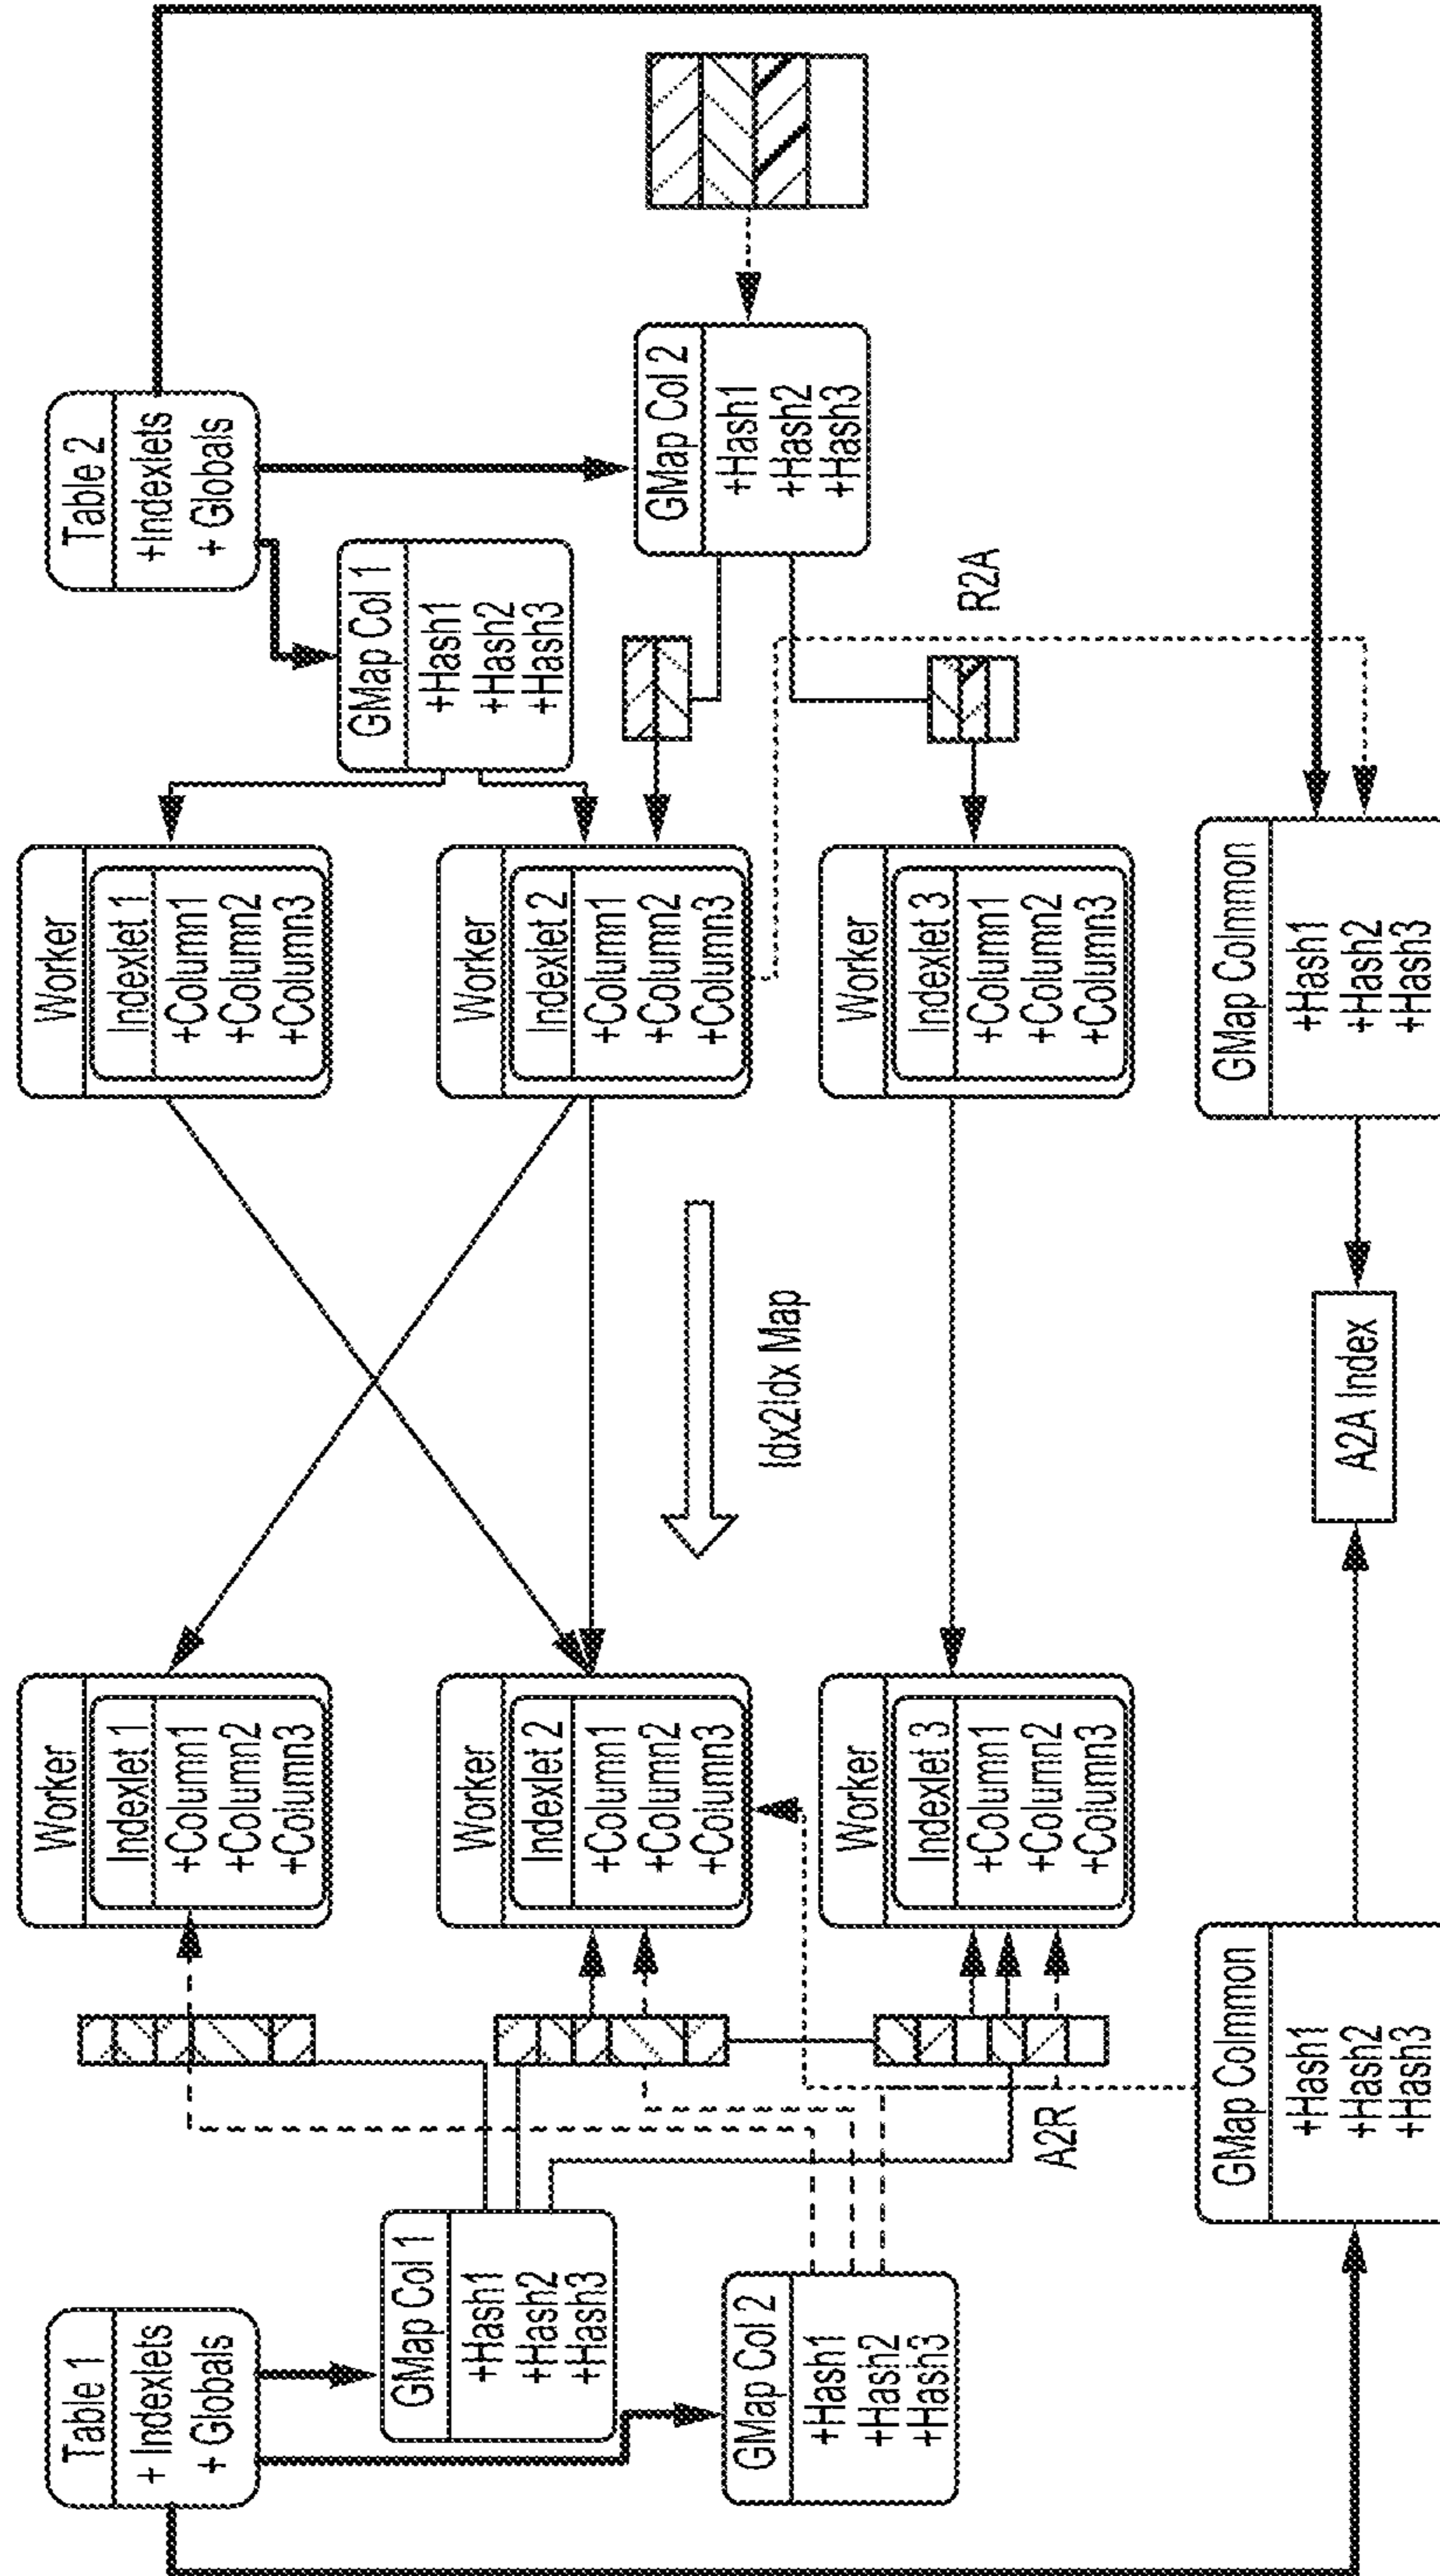 Table 1
+ Indexlets
+ Globals
GMap Col 1
+Hash1
+Hash2
+Hash3
GMap Col 2
+Hash1
+Hash2
+Hash3
A2R
GMap Colmmon
+Hash1
+Hash2
+Hash3
Worker
Indexlet 1
+Column1
+Column2
+Column3
Worker
Indexlet 2
+Column1
+Column2
+Column3
Worker
Indexlet 3
+Column1
+Column2
+Column3
Idx2Idx Map
A2A Index
Worker
Indexlet 1
+Column1
+Column2
+Column3
Worker
Indexlet 2
+Column1
+Column2
+Column3
Worker
Indexlet 3
+Column1
+Column2
+Column3
GMap Colmmon
+Hash1
+Hash2
+Hash3
Table 2
+Indexlets
+ Globals
GMap Col 1
+Hash1
+Hash2
+Hash3
GMap Col 2
+Hash1
+Hash2
+Hash3
R2A